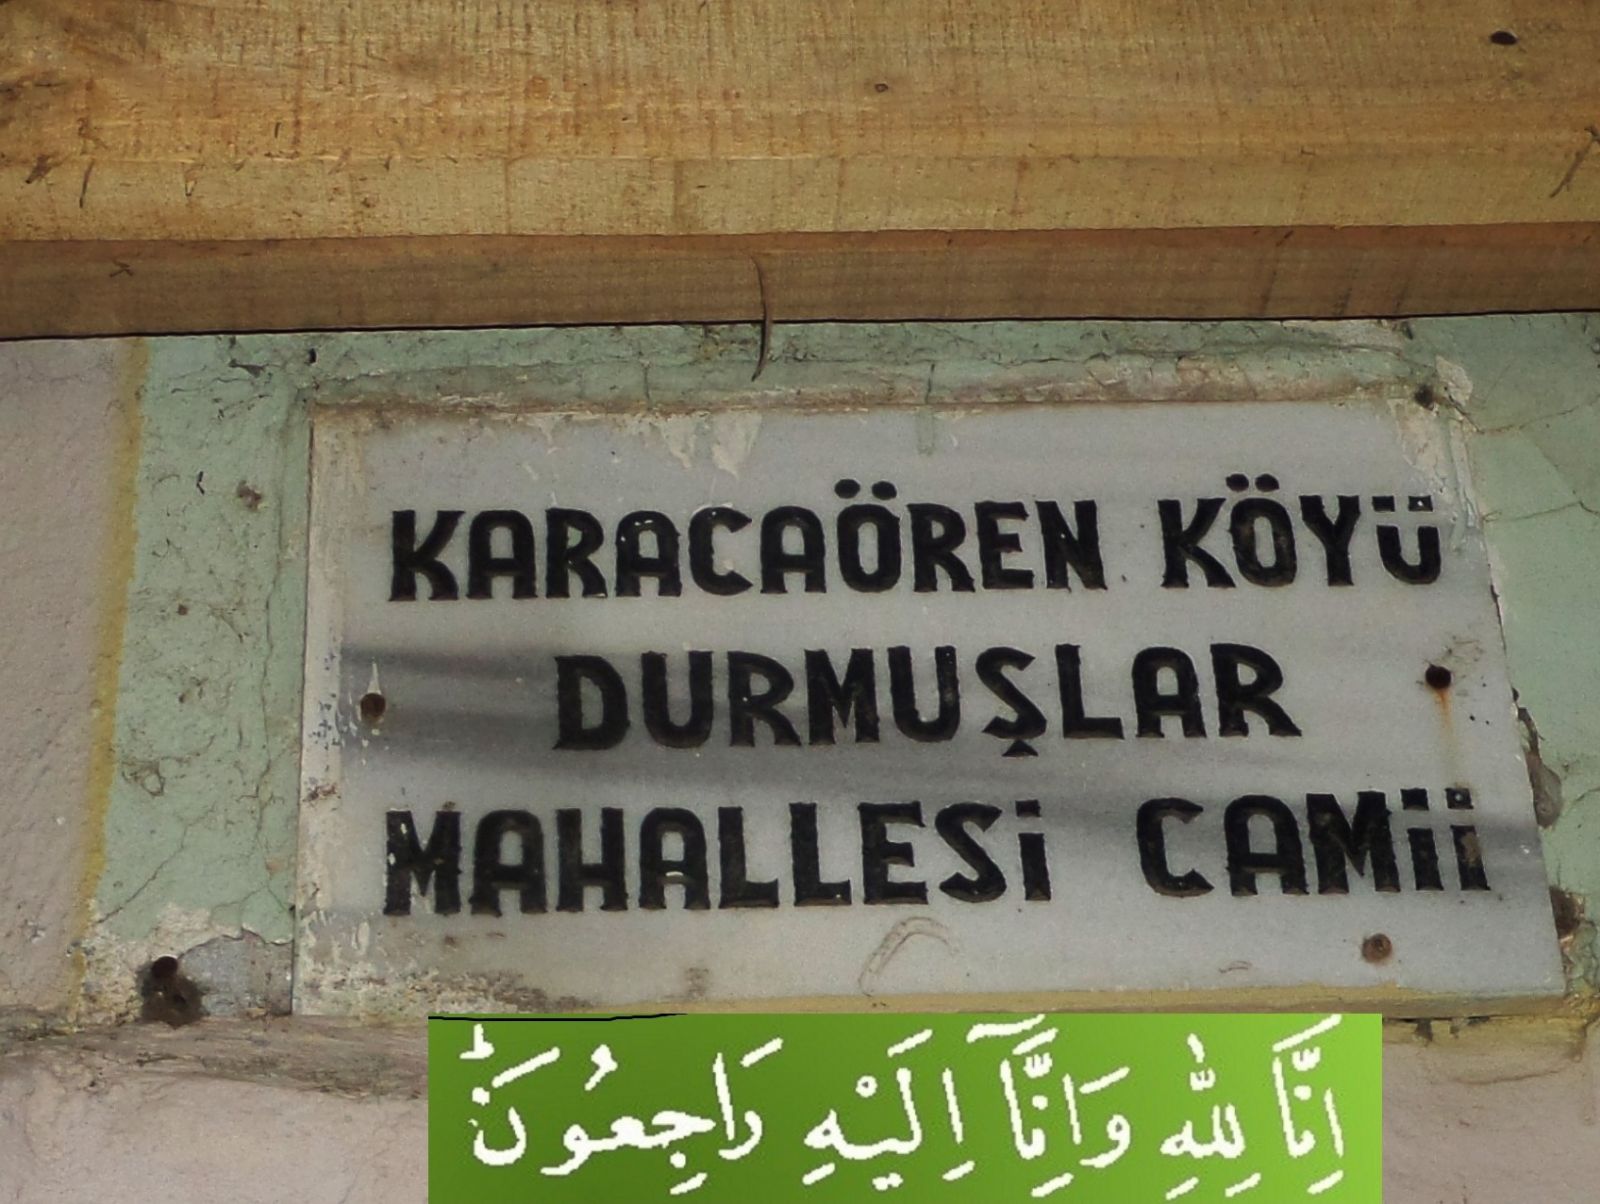 KARACAÖREN KÖYÜ
DURMUŞLAR
MAHALLESİ CAMİİ
اِنَّا لِلّٰهِ وَاِنَّٓا اِلَيْهِ رَاجِعُونَۜ